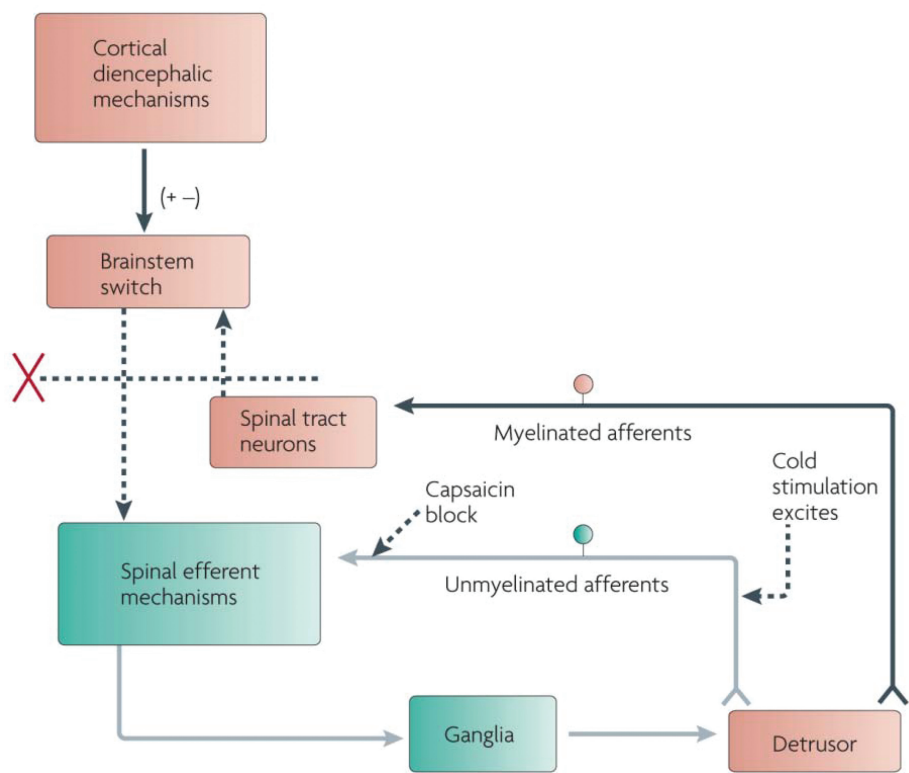 Cortical
diencephalic
mechanisms
(+ –)
Brainstem
switch
Spinal tract
neurons
Myelinated afferents
Cold
stimulation
excites
Capsaicin
block
Unmyelinated afferents
Spinal efferent
mechanisms
Ganglia
Detrusor